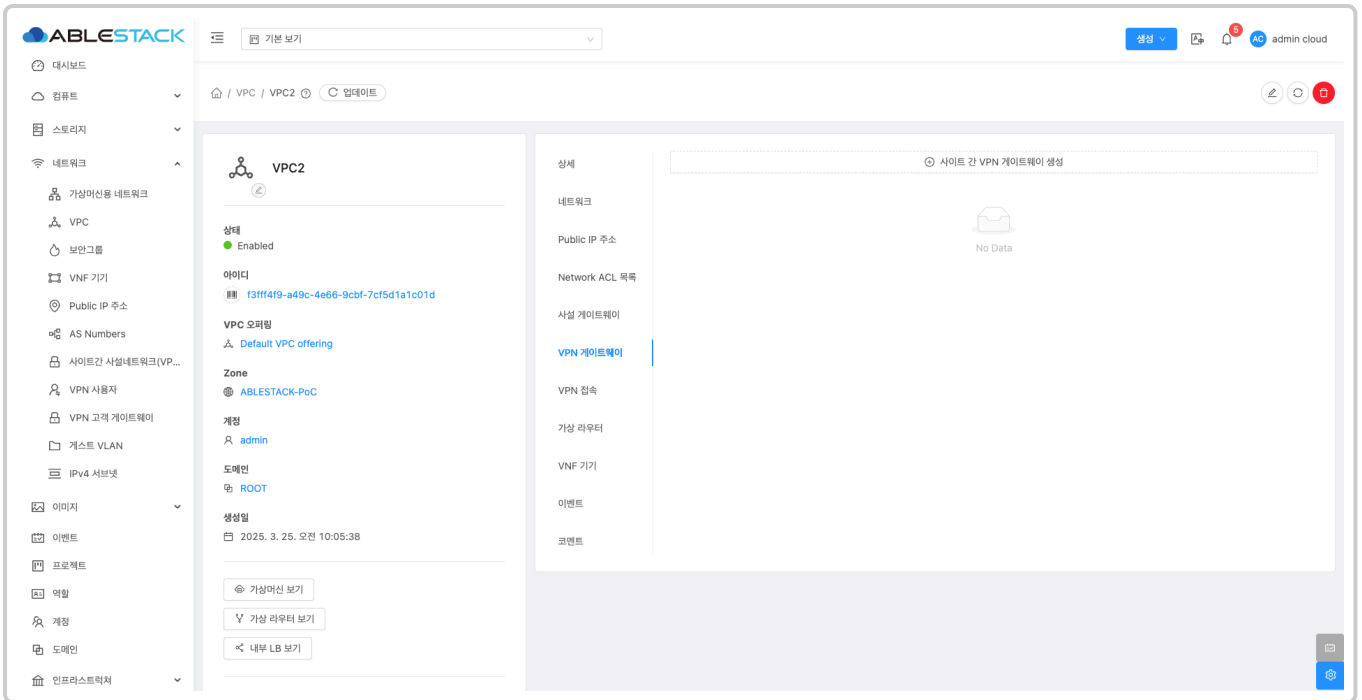 ABLESTACK
기본 보기
생성
5
AC
admin cloud
대시보드
컴퓨트
스토리지
네트워크
가상머신용 네트워크
VPC
보안그룹
VNF 기기
Public IP 주소
AS Numbers
사이트간 사설네트워크(VP...
VPN 사용자
VPN 고객 게이트웨이
게스트 VLAN
IPv4 서브넷
이미지
이벤트
프로젝트
역할
계정
도메인
인프라스트럭쳐
/ VPC / VPC2
업데이트
VPC2
상태
Enabled
아이디
f3fff4f9-a49c-4e66-9cbf-7cf5d1a1c01d
VPC 오퍼링
Default VPC offering
Zone
ABLESTACK-PoC
계정
admin
도메인
ROOT
생성일
2025. 3. 25. 오전 10:05:38
가상머신 보기
가상 라우터 보기
내부 LB 보기
상세
네트워크
Public IP 주소
Network ACL 목록
사설 게이트웨이
VPN 게이트웨이
VPN 접속
가상 라우터
VNF 기기
이벤트
코멘트
사이트 간 VPN 게이트웨이 생성
No Data